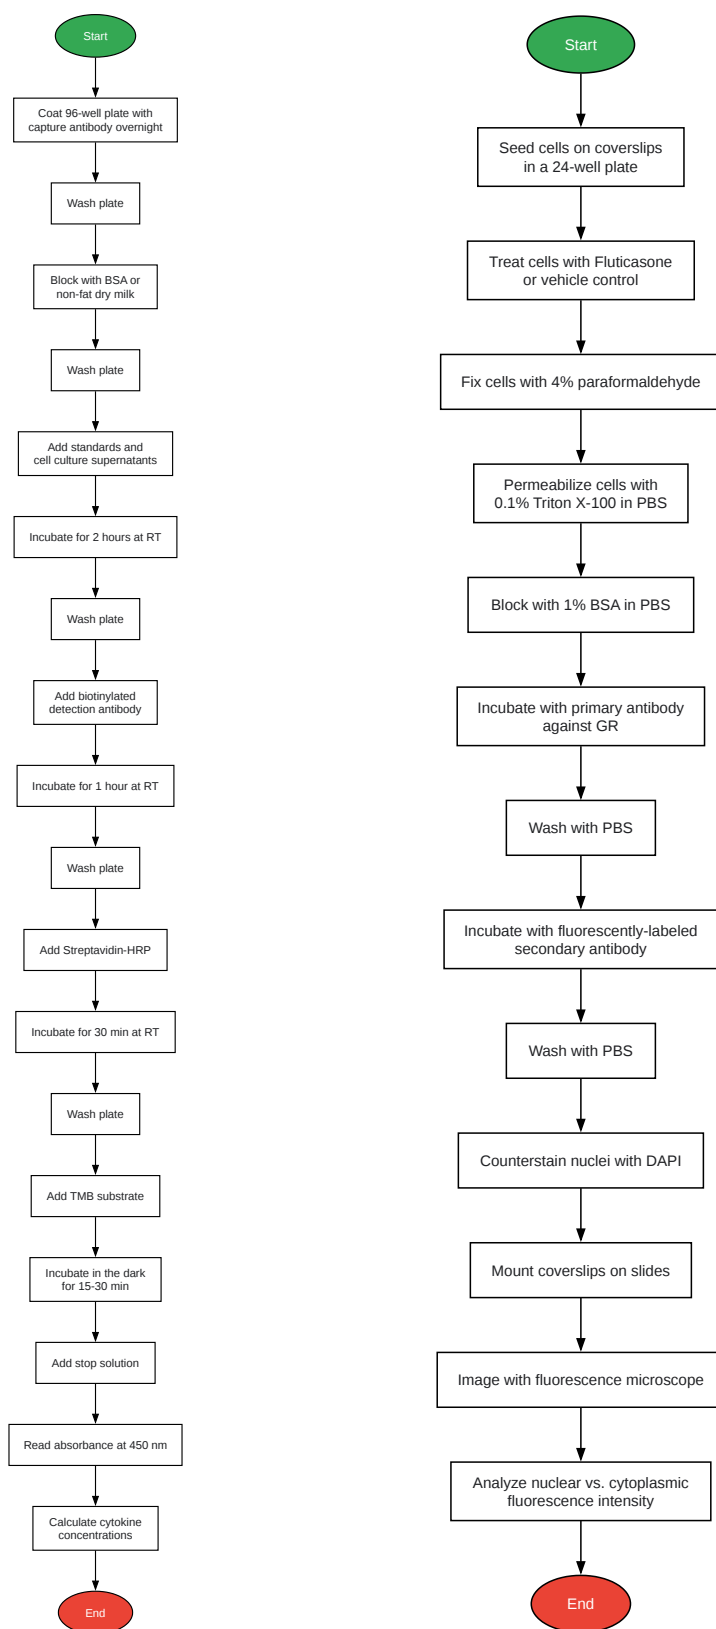 Start
Coat 96-well plate with
capture antibody overnight
Wash plate
Block with BSA or
non-fat dry milk
Wash plate
Add standards and
cell culture supernatants
Incubate for 2 hours at RT
Wash plate
Add biotinylated
detection antibody
Incubate for 1 hour at RT
Wash plate
Add Streptavidin-HRP
Incubate for 30 min at RT
Wash plate
Add TMB substrate
Incubate in the dark
for 15-30 min
Add stop solution
Read absorbance at 450 nm
Calculate cytokine
concentrations
End
Start
Seed cells on coverslips
in a 24-well plate
Treat cells with Fluticasone
or vehicle control
Fix cells with 4% paraformaldehyde
Permeabilize cells with
0.1% Triton X-100 in PBS
Block with 1% BSA in PBS
Incubate with primary antibody
against GR
Wash with PBS
Incubate with fluorescently-labeled
secondary antibody
Wash with PBS
Counterstain nuclei with DAPI
Mount coverslips on slides
Image with fluorescence microscope
Analyze nuclear vs. cytoplasmic
fluorescence intensity
End